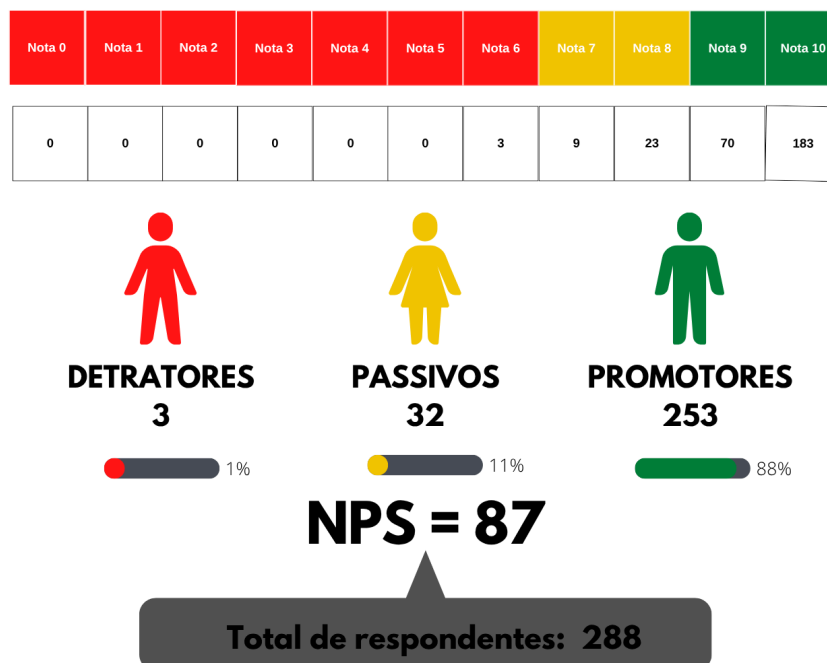 Nota 0 Nota 1 Nota 2 Nota 3 Nota 4 Nota 5 Nota 6 Nota 7 Nota 8 Nota 9 Nota 10
0 0 0 0 0 0 3 9 23 70 183
DETRATORES PASSIVOS PROMOTORES
3 32 253
1% 11% 88%
NPS = 87
Total de respondentes: 288